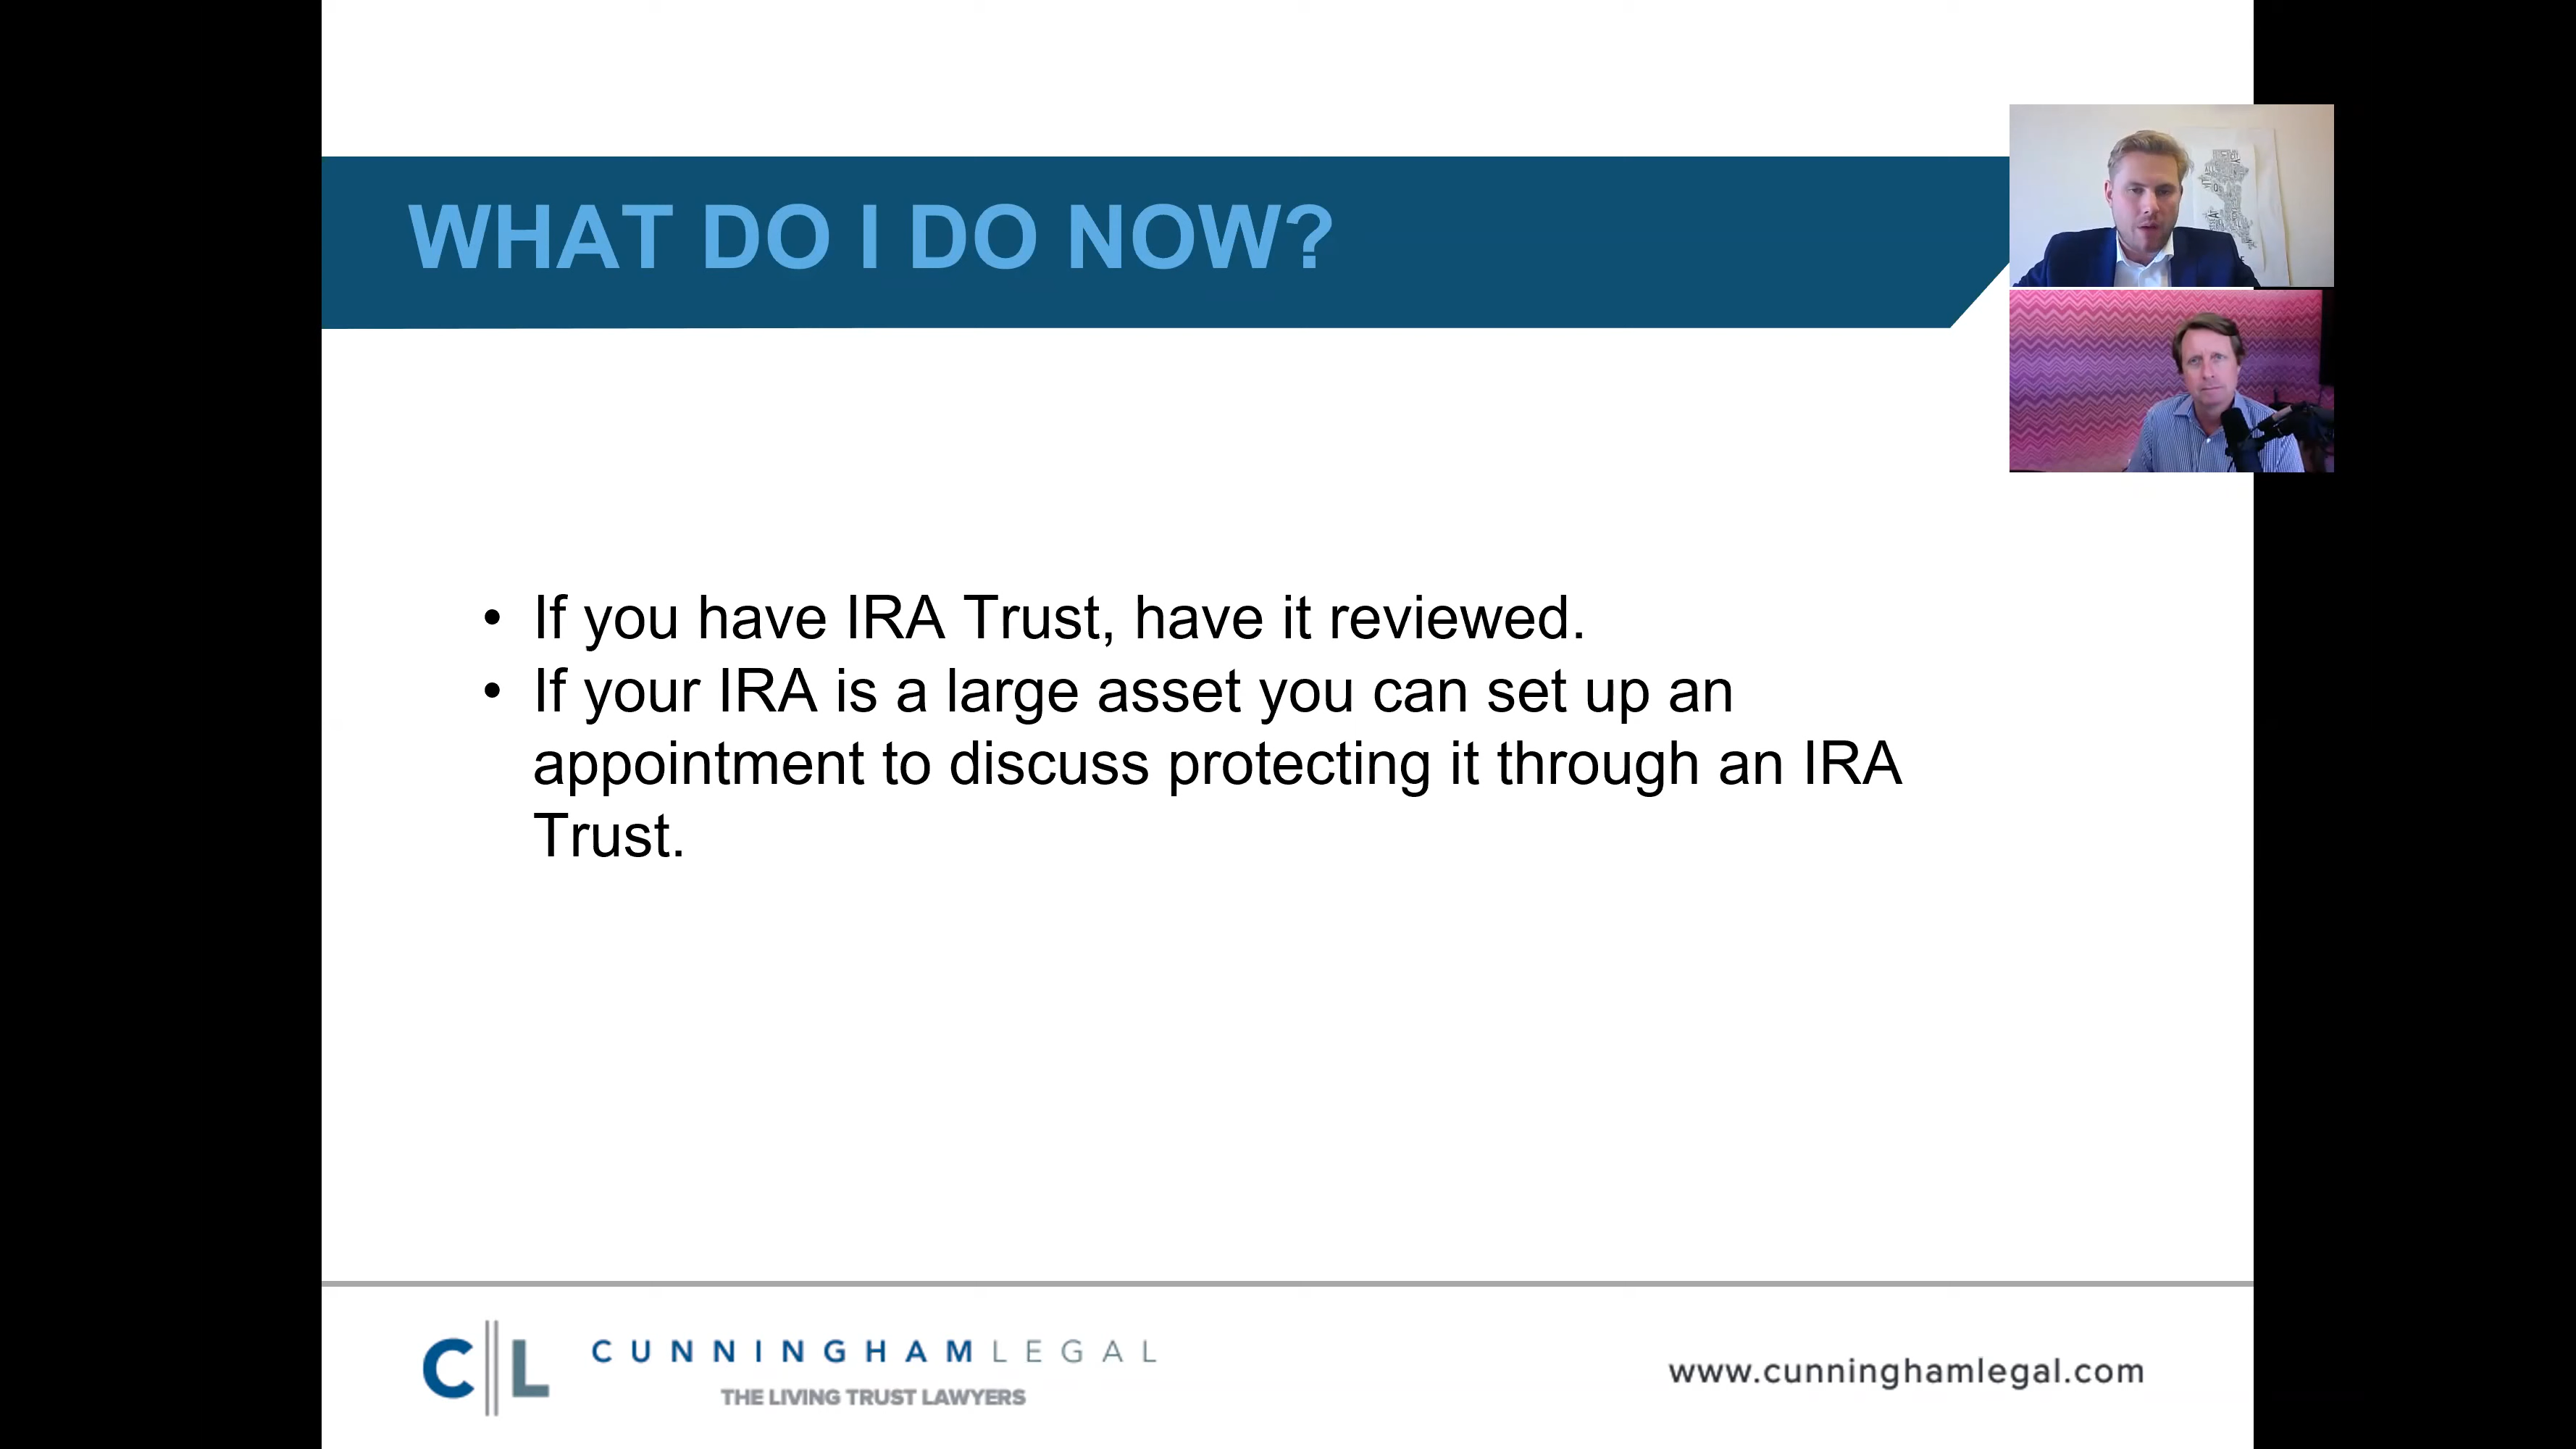 WHAT DO I DO NOW?
• If you have IRA Trust, have it reviewed.
• If your IRA is a large asset you can set up an
appointment to discuss protecting it through an IRA
Trust.
C L
CUNNINGHAMLEGAL
THE LIVING TRUST LAWYERS
www.cunninghamlegal.com